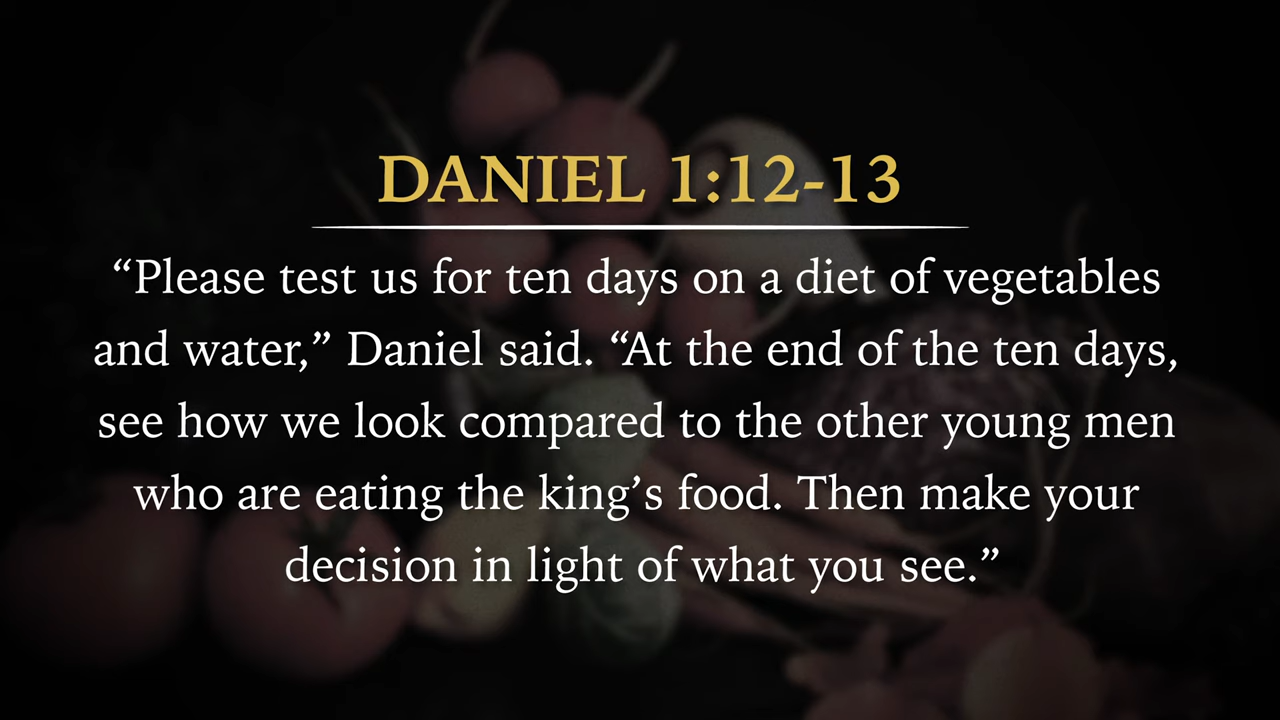 DANIEL 1:12-13
“Please test us for ten days on a diet of vegetables
and water,” Daniel said. “At the end of the ten days,
see how we look compared to the other young men
who are eating the king’s food. Then make your
decision in light of what you see.”